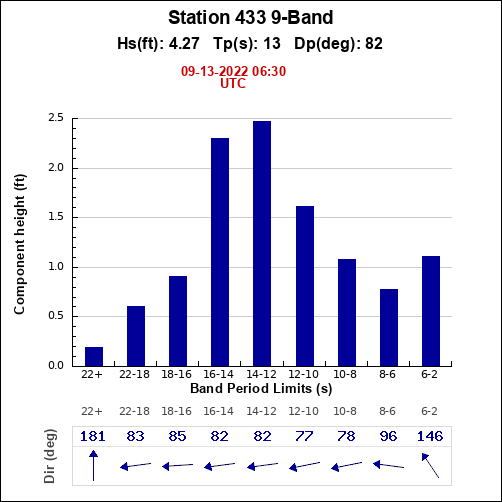 Station 433 9-Band
Hs(ft): 4.27 Tp(s): 13 Dp(deg): 82
09-13-2022 06:30
UTC
Component height (ft)
2.5
2.0
1.5
1.0
0.5
0.0
22+ 22-18 18-16 16-14 14-12 12-10 10-8 8-6 6-2
Band Period Limits (s)
22+ 22-18 18-16 16-14 14-12 12-10 10-8 8-6 6-2
Dir (deg)
181 83 85 82 82 77 78 96 146